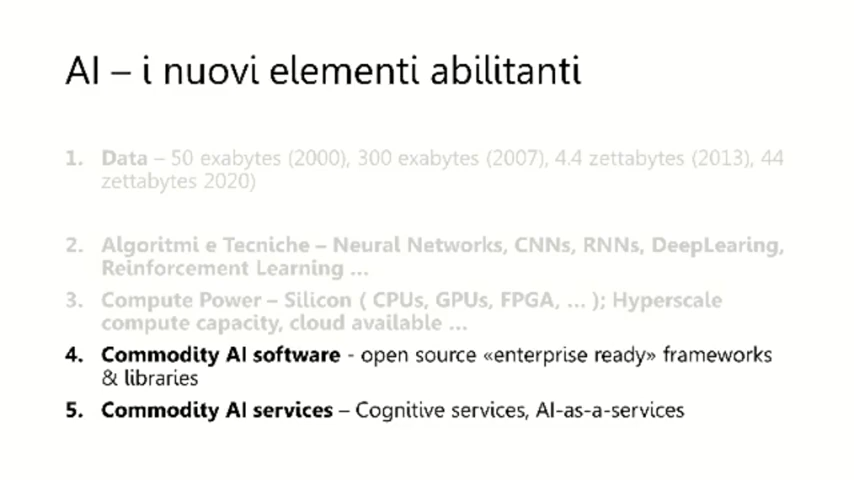 AI – i nuovi elementi abilitanti
1. Data – 50 exabytes (2000), 300 exabytes (2007), 4.4 zettabytes (2013), 44
zettabytes 2020)
2. Algoritmi e Tecniche – Neural Networks, CNNs, RNNs, DeepLearing,
Reinforcement Learning ...
3. Compute Power – Silicon ( CPUs, GPUs, FPGA, ... ); Hyperscale
compute capacity, cloud available ...
4. Commodity AI software - open source «enterprise ready» frameworks
& libraries
5. Commodity AI services – Cognitive services, AI-as-a-services